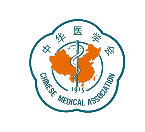 中华医学会
1915
CHINESE MEDICAL ASSOCIATION